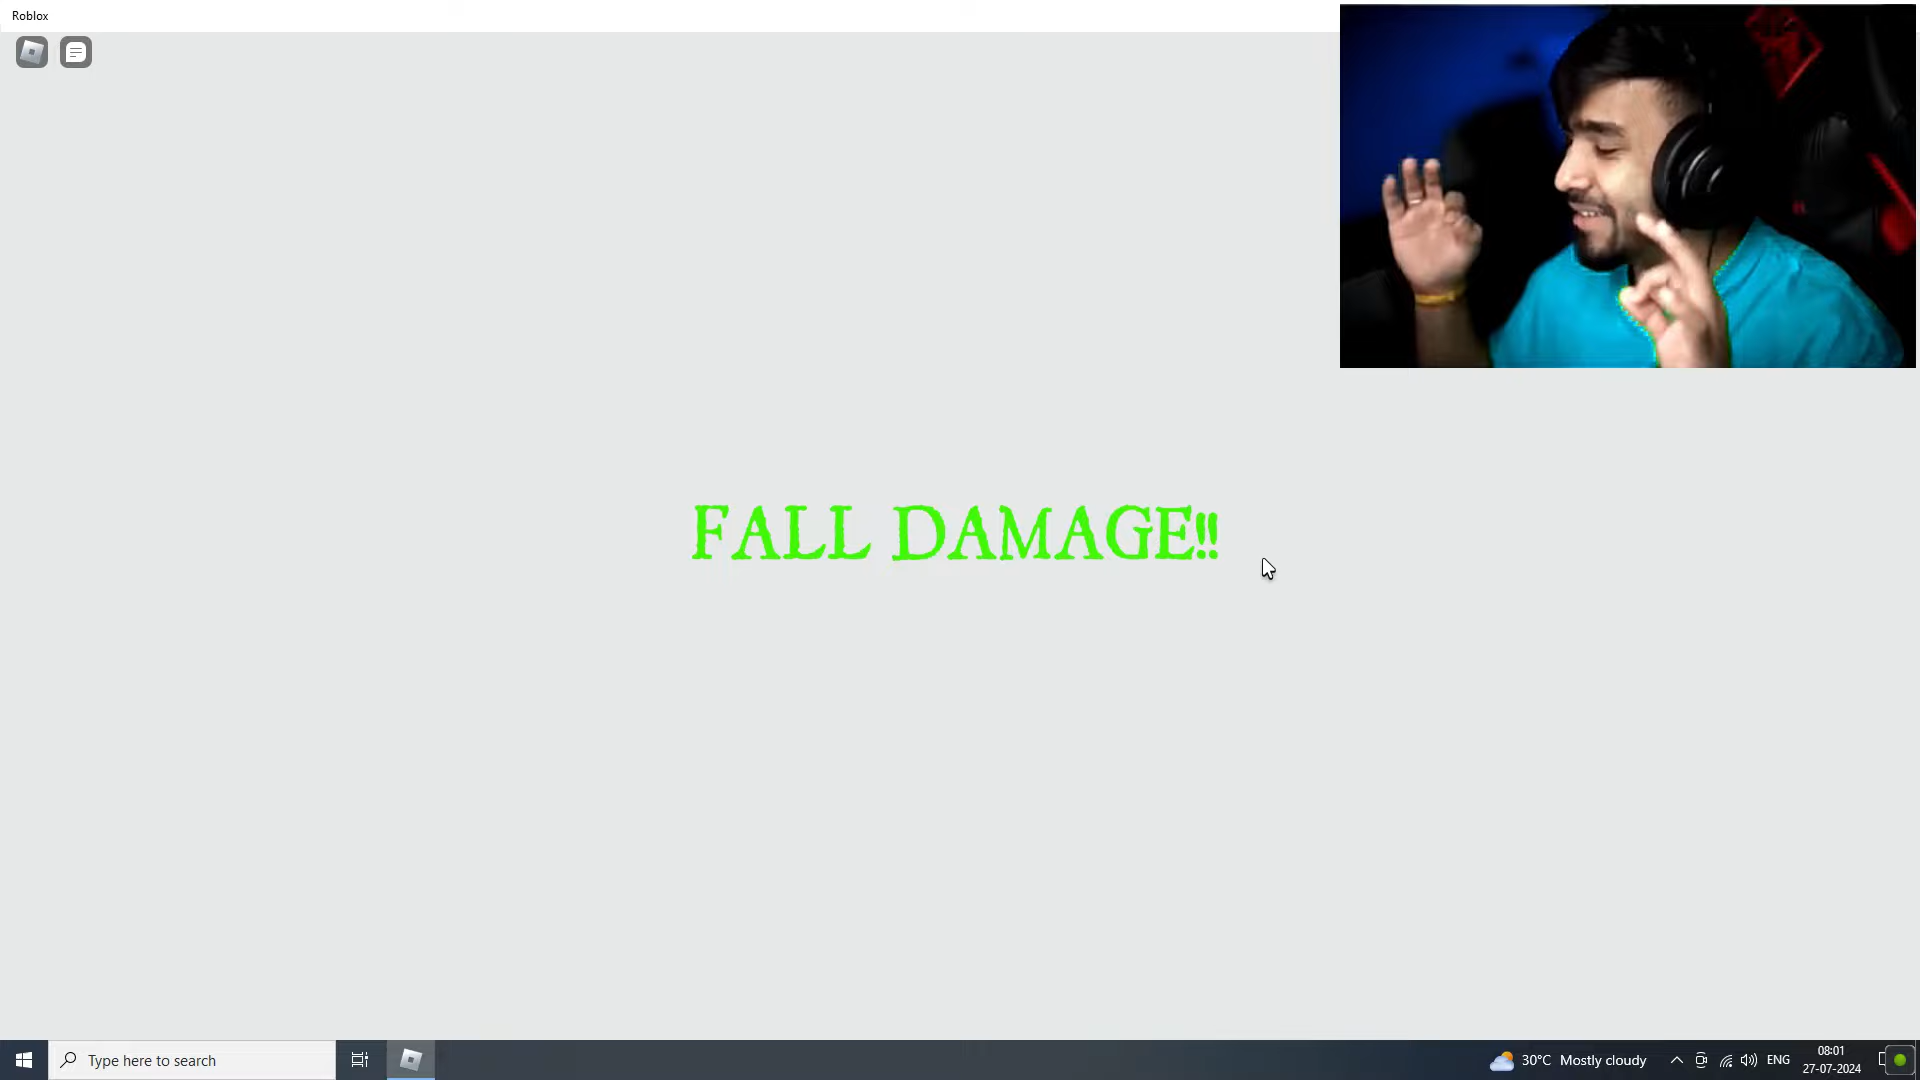 Roblox
FALL DAMAGE!!
Type here to search
30°C Mostly cloudy
ENG
08:01
27-07-2024